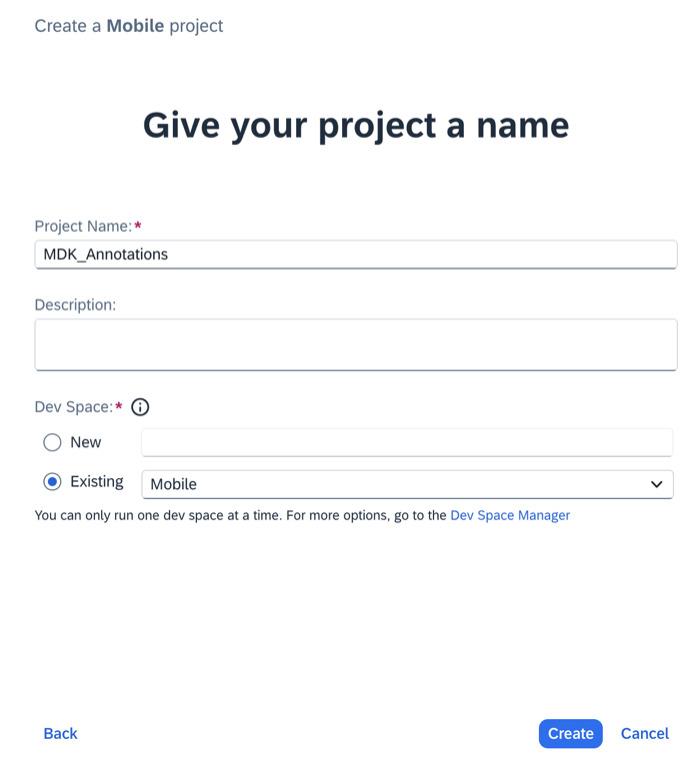 Create a Mobile project
Give your project a name
Project Name:*
MDK_Annotations
Description:
Dev Space:*
New
Existing
Mobile
You can only run one dev space at a time. For more options, go to the Dev Space Manager
Back
Create
Cancel